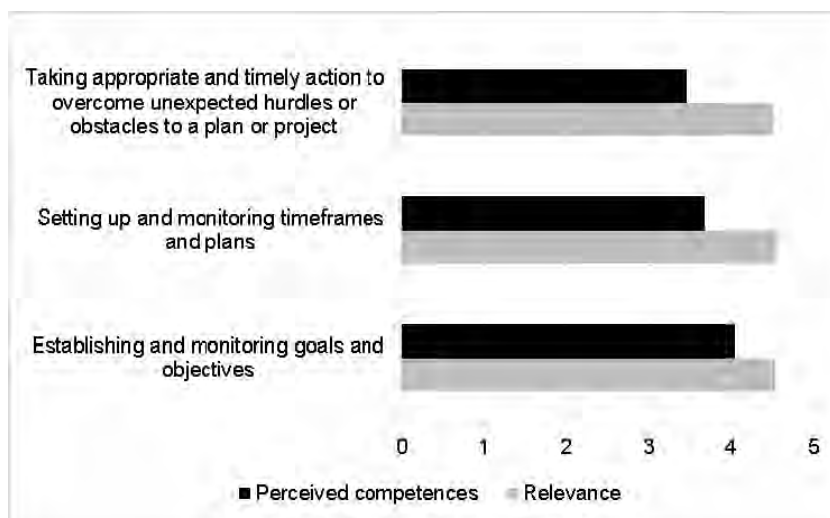 Taking appropriate and timely action to
overcome unexpected hurdles or
obstacles to a plan or project
Setting up and monitoring timeframes
and plans
Establishing and monitoring goals and
objectives
0 1 2 3 4 5
Perceived competences Relevance